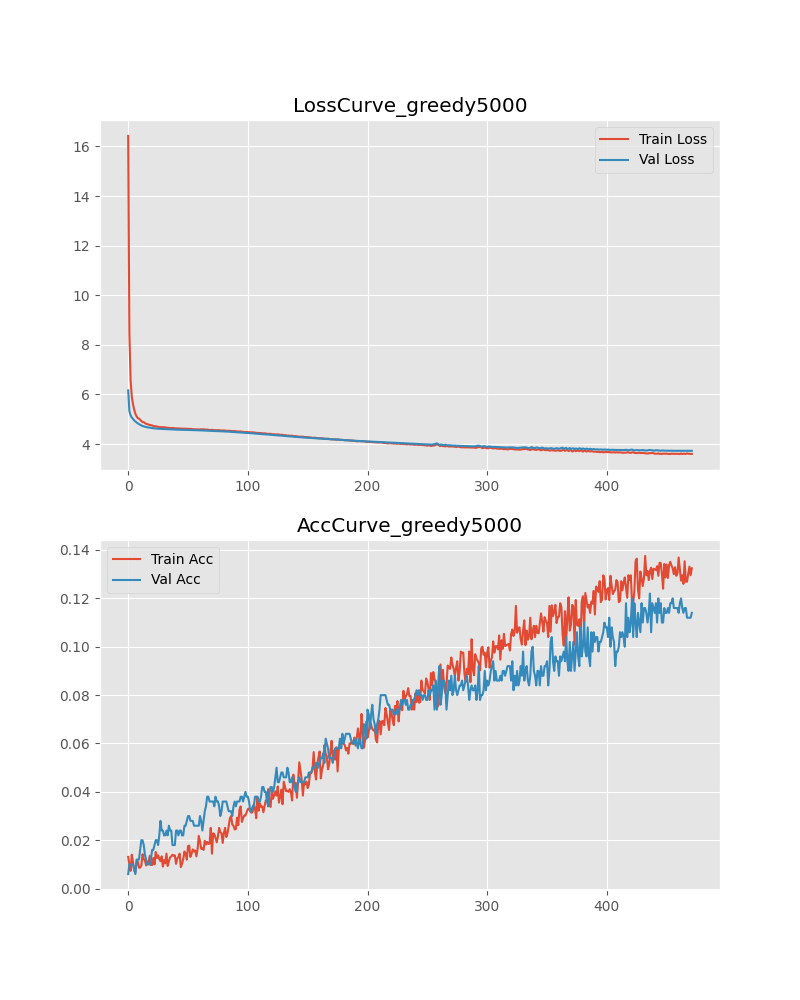 LossCurve_greedy5000
Train Loss
Val Loss
16
14
12
10
8
6
4
0 100 200 300 400
AccCurve_greedy5000
Train Acc
Val Acc
0.14
0.12
0.10
0.08
0.06
0.04
0.02
0.00
0 100 200 300 400